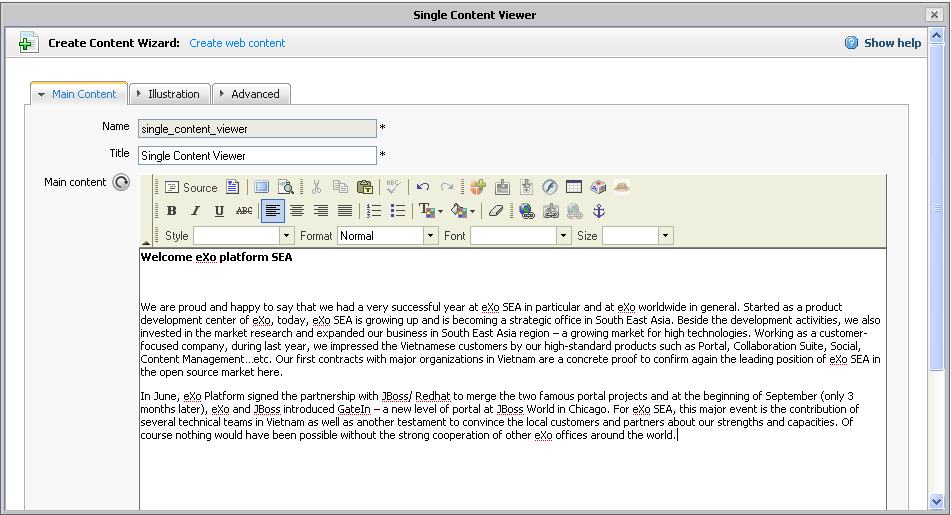 Single Content Viewer
Create Content Wizard: Create web content Show help
Main Content Illustration Advanced
Name single_content_viewer *
Title Single Content Viewer *
Main content Source ABC
B I U ABC
Style Format Normal Font Size
Welcome eXo platform SEA
We are proud and happy to say that we had a very successful year at eXo SEA in particular and at eXo worldwide in general. Started as a product
development center of eXo, today, eXo SEA is growing up and is becoming a strategic office in South East Asia. Beside the development activities, we also
invested in the market research and expanded our business in South East Asia region – a growing market for high technologies. Working as a customer-
focused company, during last year, we impressed the Vietnamese customers by our high-standard products such as Portal, Collaboration Suite, Social,
Content Management...etc. Our first contracts with major organizations in Vietnam are a concrete proof to confirm again the leading position of eXo SEA in
the open source market here.
In June, eXo Platform signed the partnership with JBoss/ Redhat to merge the two famous portal projects and at the beginning of September (only 3
months later), eXo and JBoss introduced GateIn – a new level of portal at JBoss World in Chicago. For eXo SEA, this major event is the contribution of
several technical teams in Vietnam as well as another testament to convince the local customers and partners about our strengths and capacities. Of
course nothing would have been possible without the strong cooperation of other eXo offices around the world.